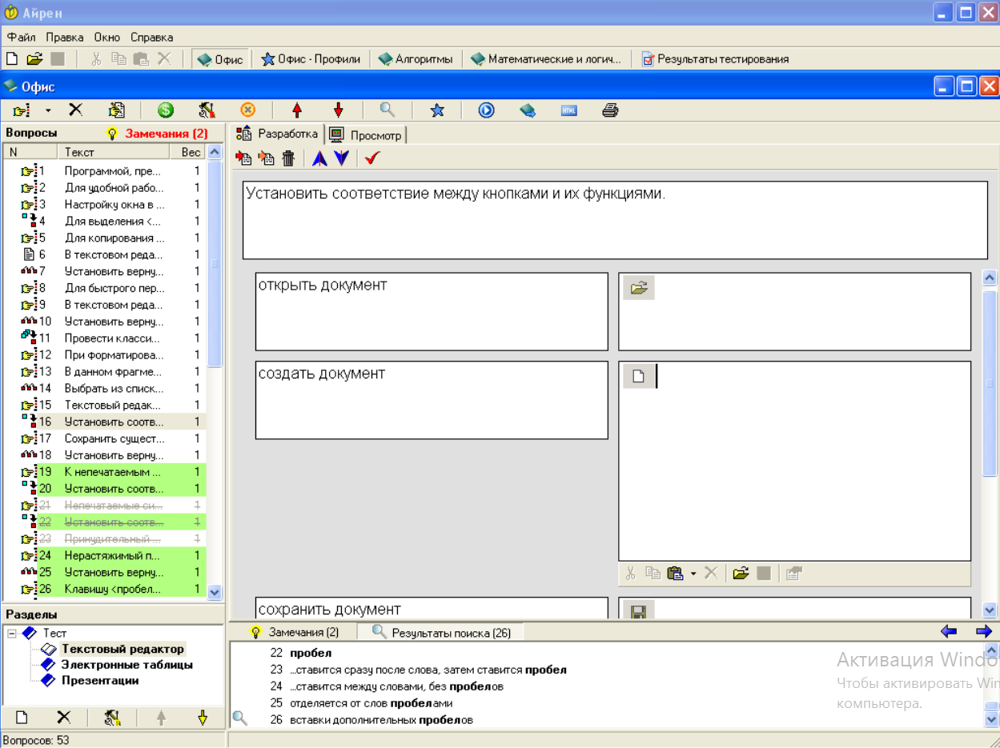 Айрен
Файл Правка Окно Справка
Офис Офис - Профили Алгоритмы Математические и логич... Результаты тестирования
Офис
Вопросы Замечания (2)
Разработка Просмотр
N Текст Вес
1 Программой, пре... 1
2 Для удобной рабо... 1
3 Настройку окна в ... 1
4 Для выделения <... 1
5 Для копирования ... 1
6 В текстовом реда... 1
7 Установить верну... 1
8 Для быстрого пер... 1
9 В текстовом реда... 1
10 Установить верну... 1
11 Провести класси... 1
12 При форматирова... 1
13 В данном фрагме... 1
14 Выбрать из списк... 1
15 Текстовый редак... 1
16 Установить соотв... 1
17 Сохранить сущест... 1
18 Установить верну... 1
19 К непечатаемым ... 1
20 Установить соотв... 1
21 Непечатаемые си... 1
22 Установить соотв... 1
23 Принудительный ... 1
24 Нерастяжимый п... 1
25 Установить верну... 1
26 Клавишу <пробел... 1
Установить соответствие между кнопками и их функциями.
открыть документ
создать документ
сохранить документ
HTML
Разделы
Тест
Текстовый редактор
Электронные таблицы
Презентации
Вопросов: 53
Замечания (2) Результаты поиска (26)
22 пробел
23 ...ставится сразу после слова, затем ставится пробел
24 ...ставится между словами, без пробелов
25 отделяется от слов пробелами
26 вставки дополнительных пробелов
Активация Windo
Чтобы активировать Win
компьютера.